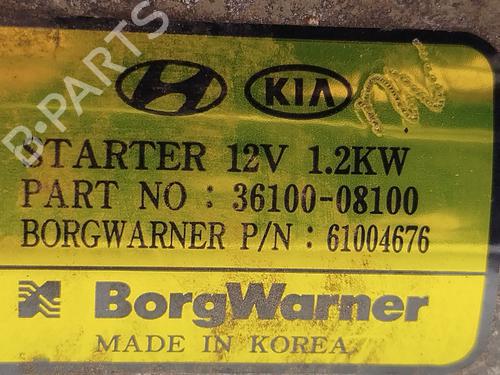 B-PARTS
KIA
STARTER 12V 1.2KW
PART NO : 36100-08100
BORGWARNER P/N : 61004676
BorgWarner
MADE IN KOREA